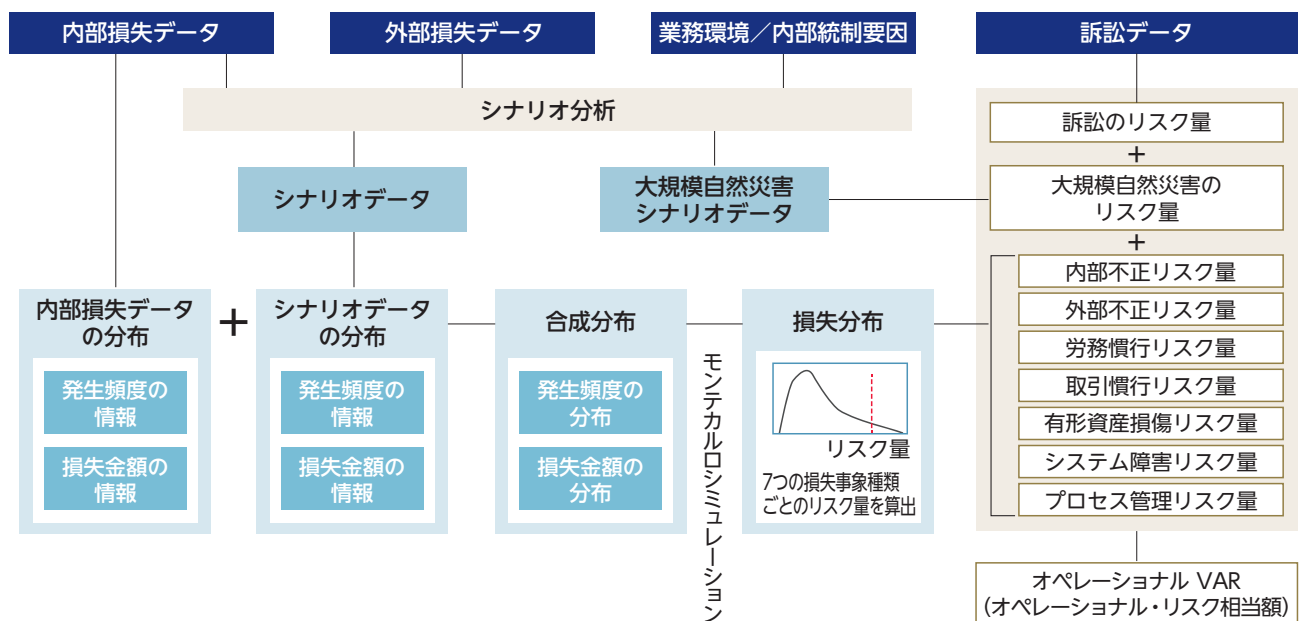 内部損失データ
外部損失データ
業務環境／内部統制要因
訴訟データ
シナリオ分析
訴訟のリスク量
+
シナリオデータ
大規模自然災害
シナリオデータ
大規模自然災害の
リスク量
+
内部損失データ
の分布
発生頻度の
情報
損失金額の
情報
+
シナリオデータ
の分布
発生頻度の
情報
損失金額の
情報
合成分布
発生頻度の
分布
損失金額の
分布
モンテカルロシミュレーション
損失分布
リスク量
7つの損失事象種類
ごとのリスク量を算出
内部不正リスク量
外部不正リスク量
労務慣行リスク量
取引慣行リスク量
有形資産損傷リスク量
システム障害リスク量
プロセス管理リスク量
オペレーショナル VAR
（オペレーショナル・リスク相当額）